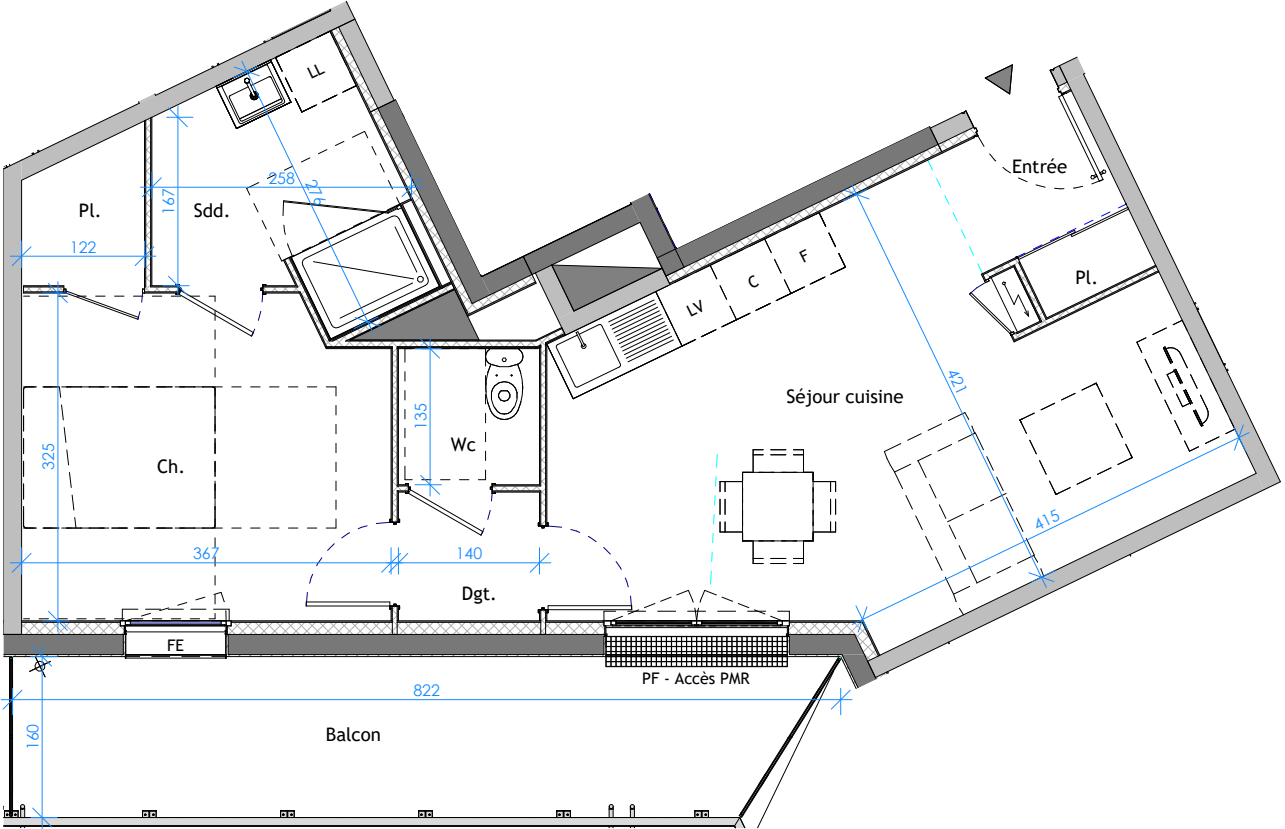 LL
Entrée
258
276
167
Pl.
Sdd.
122
F
C
LV
Pl.
421
Séjour cuisine
135
Wc
325
Ch.
415
367
140
Dgt.
FE
PF - Accès PMR
822
160
Balcon